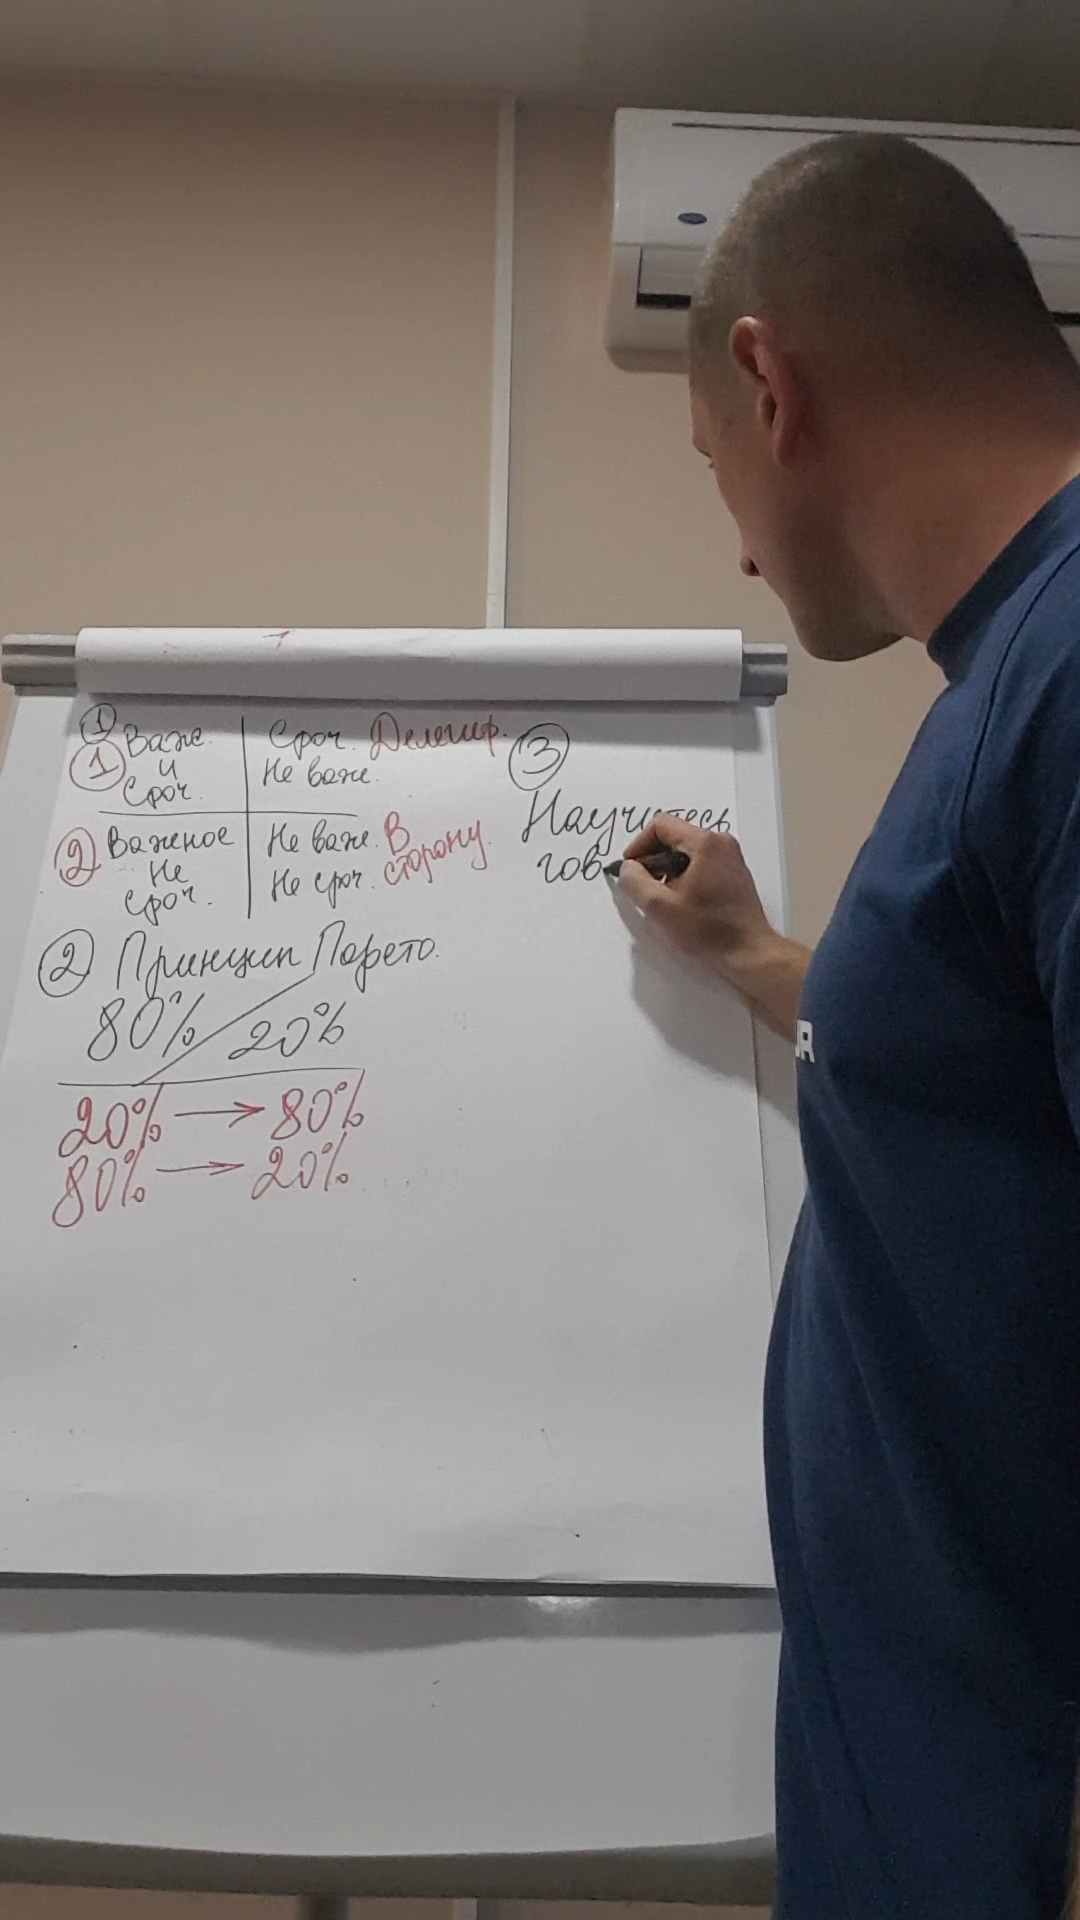 1
1 Важн.
и
Сроч.
Сроч. Делегир.
Не важн.
2 Важное
Не
сроч.
Не важн. В
Не сроч. сторону.
2 Принцип Парето.
80% / 20%
20% → 80%
80% → 20%
3
Научитесь
гов